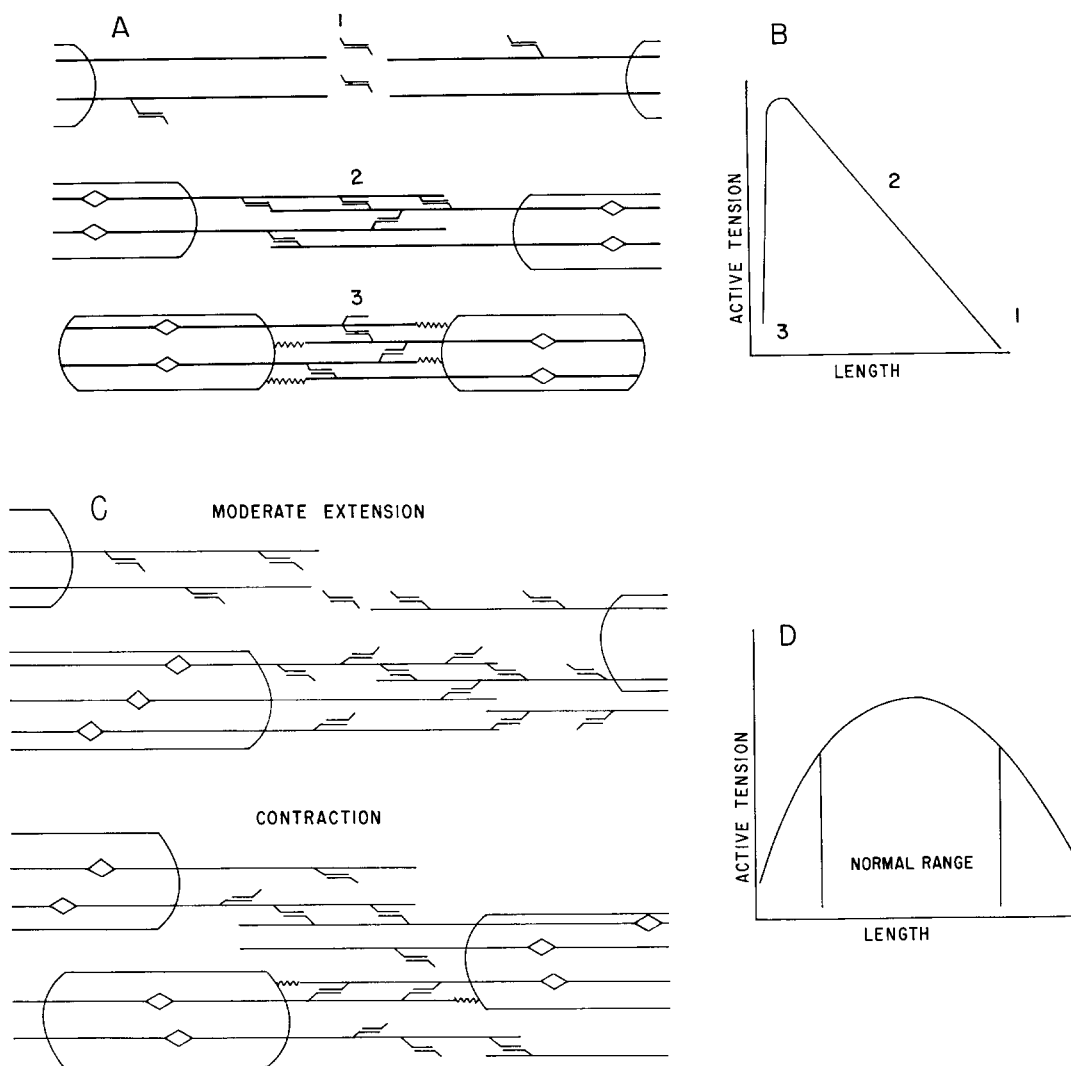 A
1
2
3
B
ACTIVE TENSION
2
3
1
LENGTH
C
MODERATE EXTENSION
CONTRACTION
D
ACTIVE TENSION
NORMAL RANGE
LENGTH